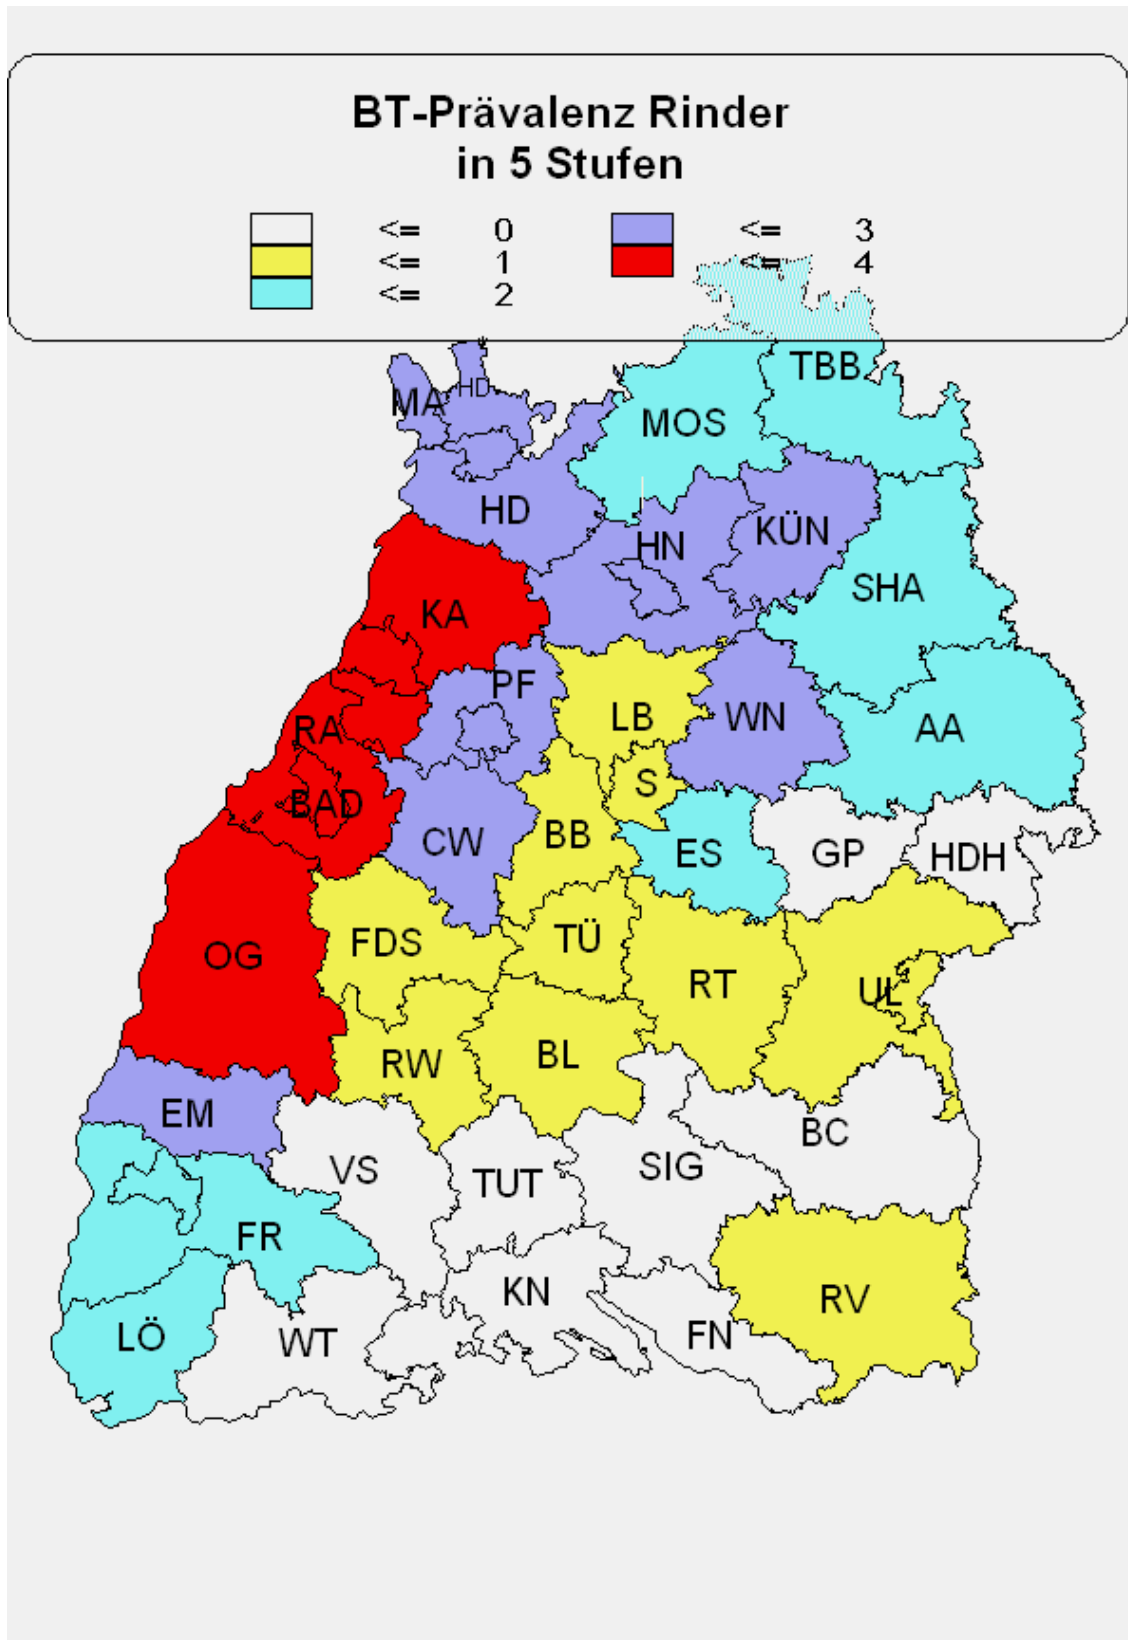 BT-Prävalenz Rinder
in 5 Stufen
<= 0 <= 3
<= 1 <= 4
<= 2
TBB
MA HD
MOS
HD
HN KÜN
SHA
KA
PF
RA LB WN AA
S
BAD
CW BB ES GP HDH
FDS TÜ
OG RT UL
RW BL
EM
BC
VS TUT SIG
FR
KN RV
LÖ WT FN